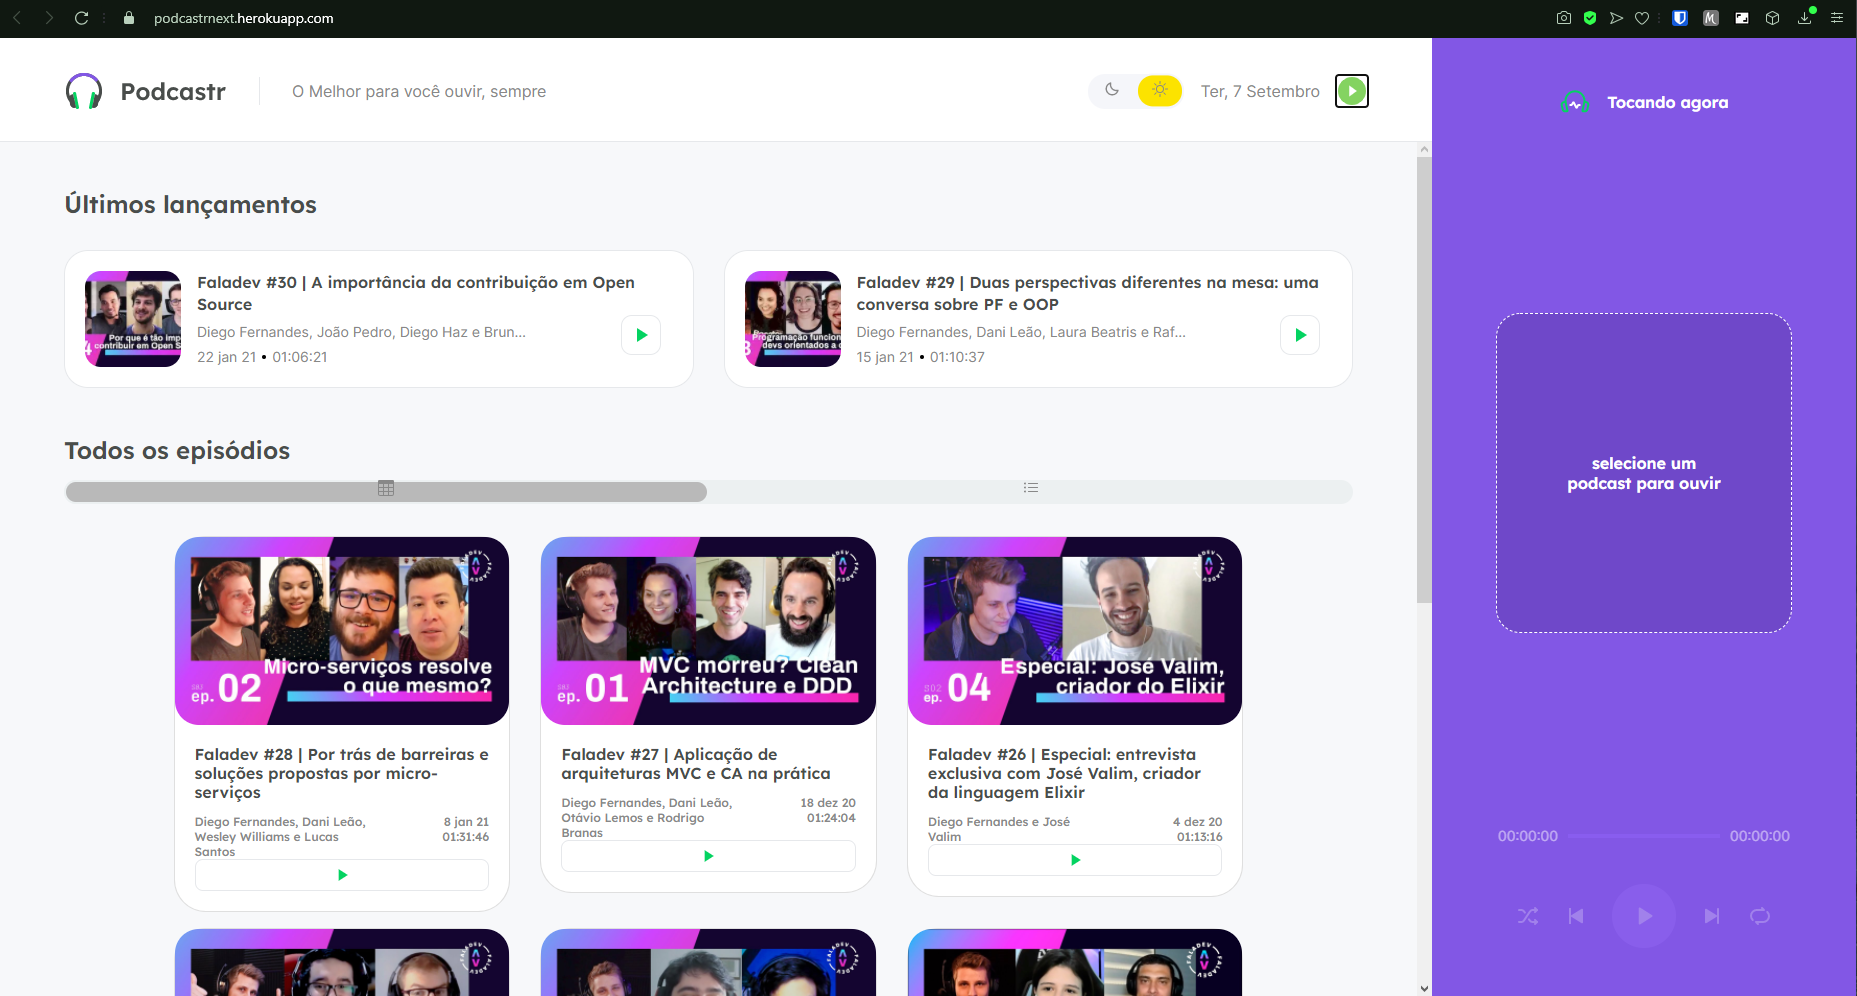 podcastrnext.herokuapp.com
Podcastr
O Melhor para você ouvir, sempre
Ter, 7 Setembro
Últimos lançamentos
Faladev #30 | A importância da contribuição em Open
Source
Diego Fernandes, João Pedro, Diego Haz e Brun...
22 jan 21 • 01:06:21
Faladev #29 | Duas perspectivas diferentes na mesa: uma
conversa sobre PF e OOP
Diego Fernandes, Dani Leão, Laura Beatris e Raf...
15 jan 21 • 01:10:37
Todos os episódios
ep. 02
Micro-serviços resolve
o que mesmo?
Faladev #28 | Por trás de barreiras e
soluções propostas por micro-
serviços
Diego Fernandes, Dani Leão,
Wesley Williams e Lucas
Santos
8 jan 21
01:31:46
ep. 01
MVC morreu? Clean
Architecture e DDD
Faladev #27 | Aplicação de
arquiteturas MVC e CA na prática
Diego Fernandes, Dani Leão,
Otávio Lemos e Rodrigo
Branas
18 dez 20
01:24:04
S02
ep. 04
Especial: José Valim,
criador do Elixir
Faladev #26 | Especial: entrevista
exclusiva com José Valim, criador
da linguagem Elixir
Diego Fernandes e José
Valim
4 dez 20
01:13:16
Tocando agora
selecione um
podcast para ouvir
00:00:00
00:00:00